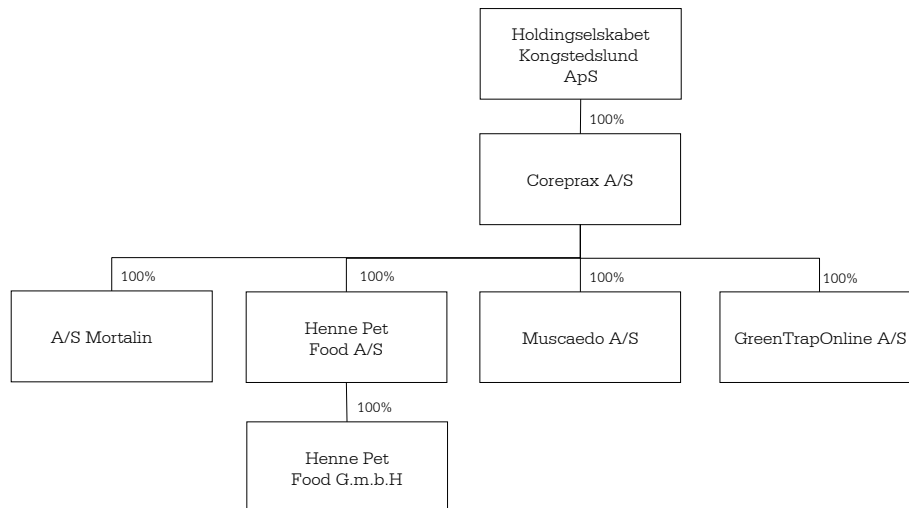 Holdingselskabet
Kongstedslund
ApS
100%
Coreprax A/S
100%
100%
100%
100%
A/S Mortalin
Henne Pet
Food A/S
Muscaedo A/S
GreenTrapOnline A/S
100%
Henne Pet
Food G.m.b.H